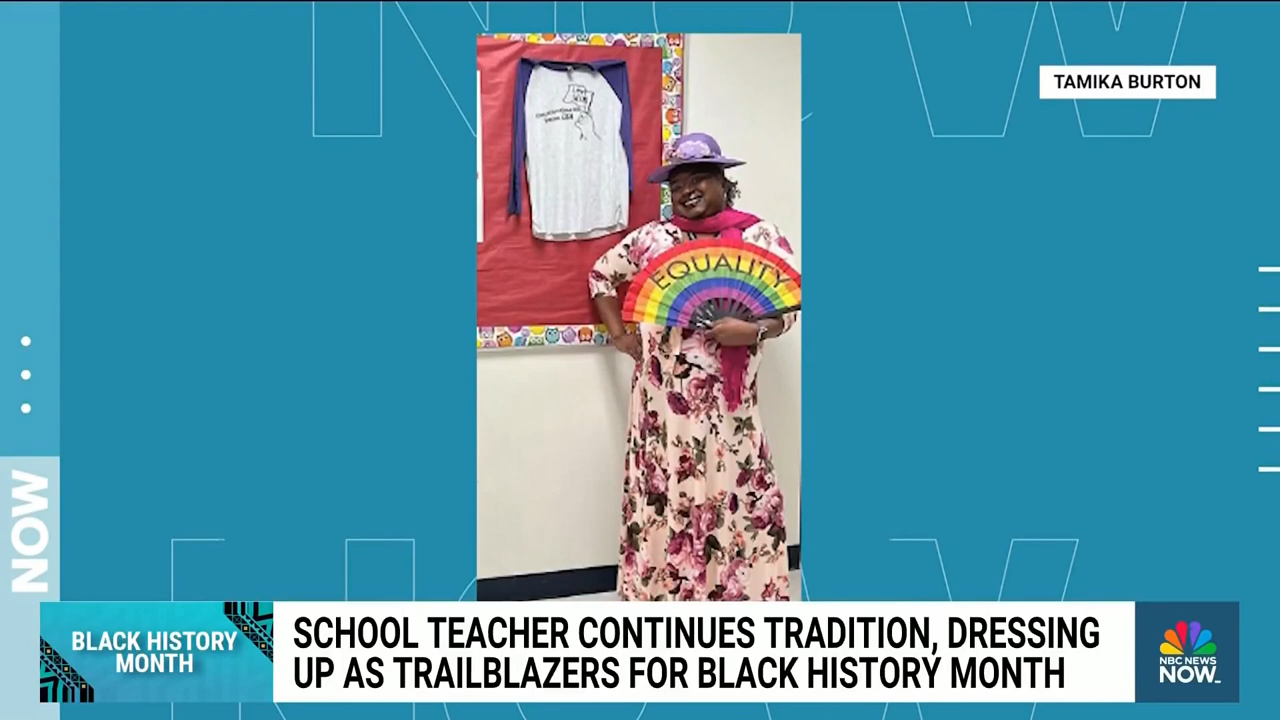 TAMIKA BURTON
EQUALITY
NOW
BLACK HISTORY
MONTH
SCHOOL TEACHER CONTINUES TRADITION, DRESSING
UP AS TRAILBLAZERS FOR BLACK HISTORY MONTH
NBC NEWS
NOW